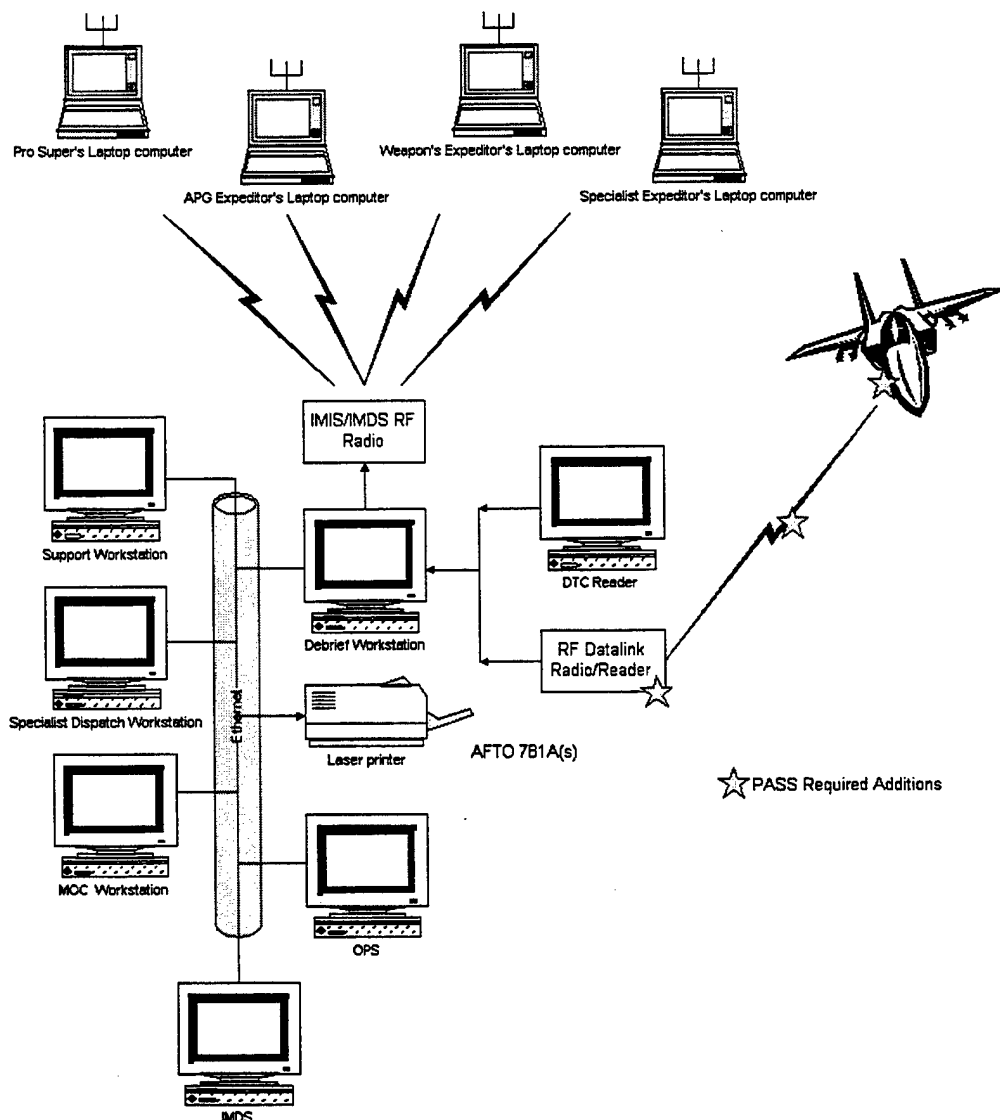 Pro Super's Laptop computer
APG Expeditor's Laptop computer
Weapon's Expeditor's Laptop computer
Specialist Expeditor's Laptop computer
IMIS/IMDS RF
Radio
Support Workstation
Debrief Workstation
DTC Reader
RF Datalink
Radio/Reader
Specialist Dispatch Workstation
Ethernet
Laser printer
AFTO 781A(s)
PASS Required Additions
MOC Workstation
OPS
IMDS